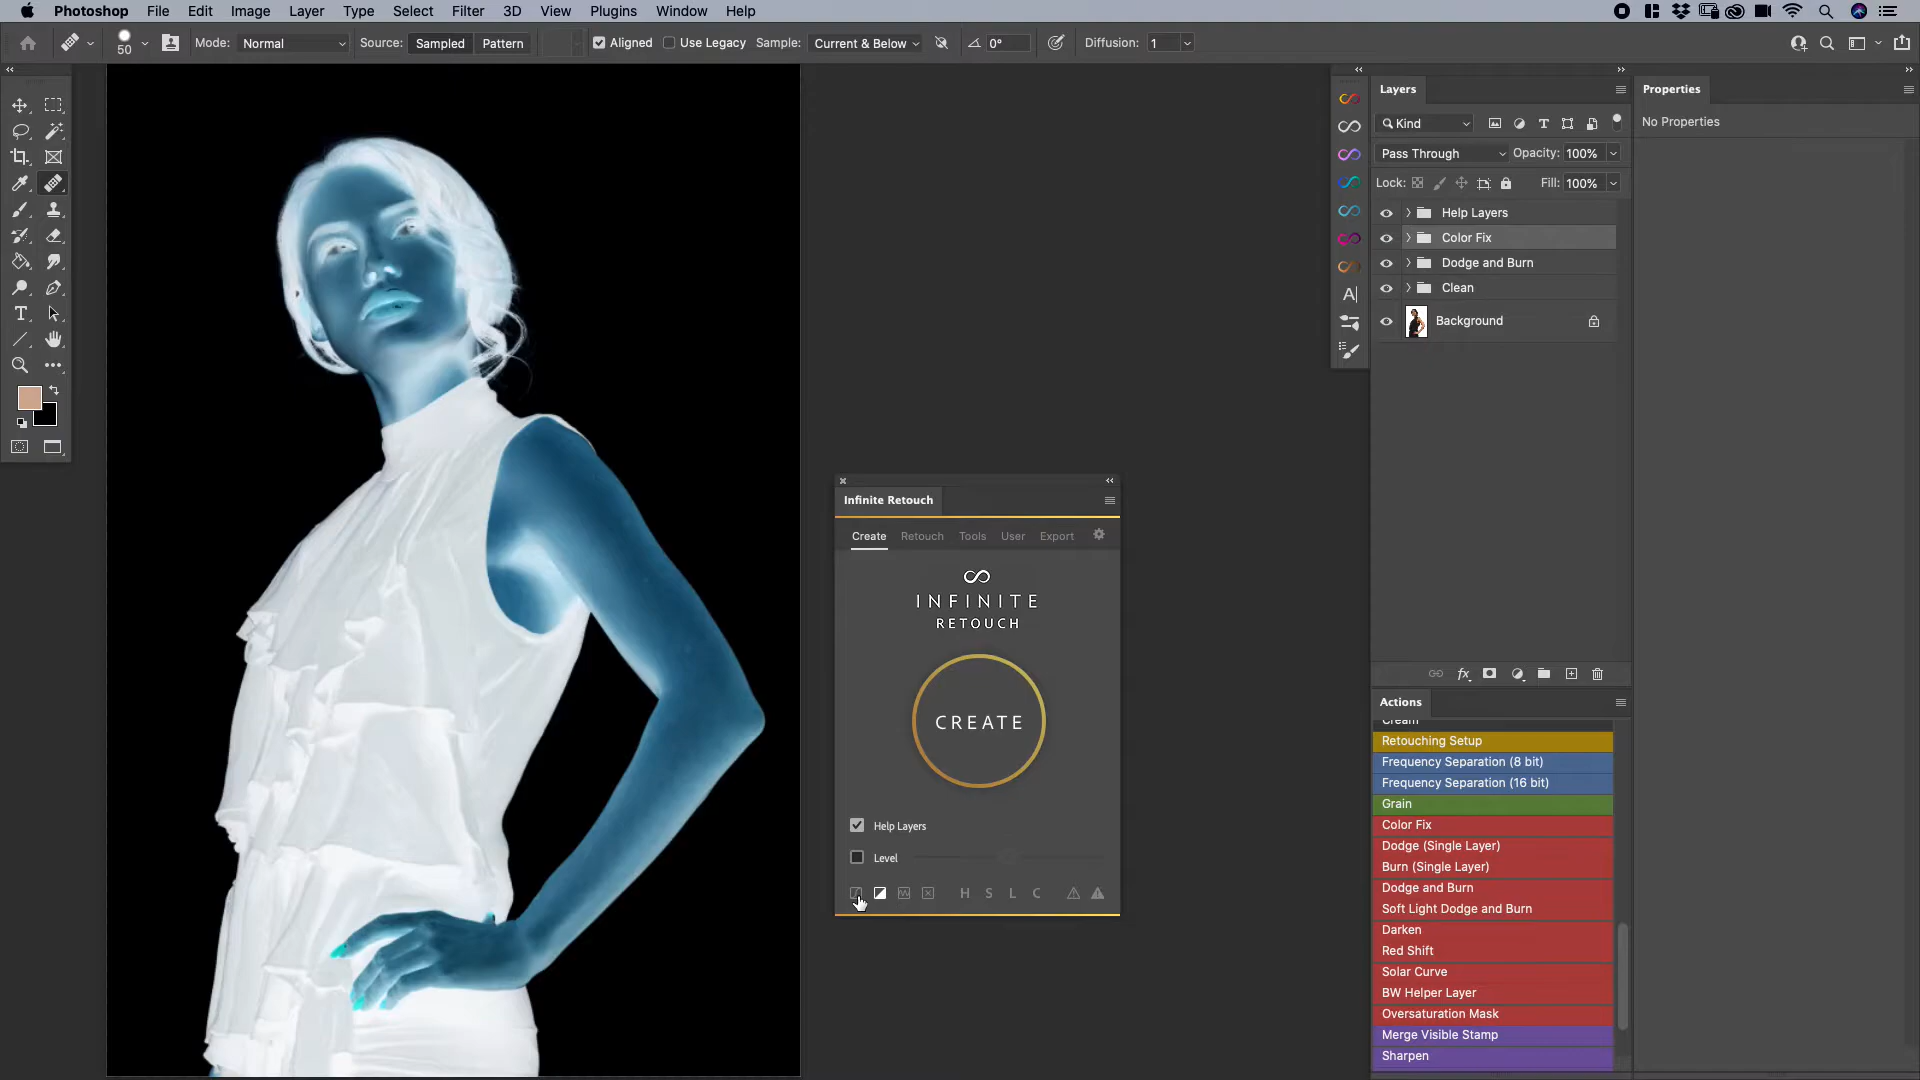 Photoshop File Edit Image Layer Type Select Filter 3D View Plugins Window Help
50 Mode: Normal Source: Sampled Pattern Aligned Use Legacy Sample: Current & Below 0° Diffusion: 1
Layers
Kind
Pass Through Opacity: 100%
Lock: Fill: 100%
Help Layers
Color Fix
Dodge and Burn
Clean
Background
Properties
No Properties
Infinite Retouch
Create Retouch Tools User Export
INFINITE
RETOUCH
CREATE
Help Layers
Level
H S L C
Actions
Cream
Retouching Setup
Frequency Separation (8 bit)
Frequency Separation (16 bit)
Grain
Color Fix
Dodge (Single Layer)
Burn (Single Layer)
Dodge and Burn
Soft Light Dodge and Burn
Darken
Red Shift
Solar Curve
BW Helper Layer
Oversaturation Mask
Merge Visible Stamp
Sharpen